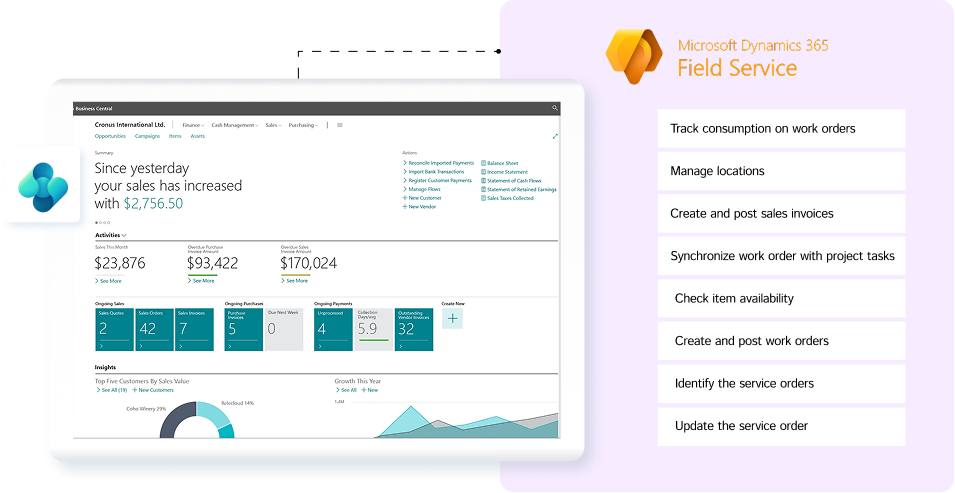 Microsoft Dynamics 365
Field Service
Business Central
Cronus International Ltd.
Finance
Cash Management
Sales
Purchasing
Opportunities
Campaigns
Items
Assets
Summary
Since yesterday
your sales has increased
with $2,756.50
Actions
Reconcile Imported Payments
Import Bank Transactions
Register Customer Payments
Manage Flows
New Customer
New Vendor
Balance Sheet
Income Statement
Statement of Cash Flows
Statement of Retained Earnings
Sales Taxes Collected
Activities
Sales This Month
$23,876
See More
Overdue Purchase
Invoice Amount
$93,422
See More
Overdue Sales
Invoice Amount
$170,024
See More
Ongoing Sales
Sales Quotes
2
Sales Orders
42
Sales Invoices
7
Ongoing Purchases
Purchase
Invoices
5
Due Next Week
0
Ongoing Payments
Unprocessed
4
Collection
Days/avg
5.9
Outstanding
Vendor Invoices
32
Create New
Insights
Top Five Customers By Sales Value
See All (19)
New Customers
Coho Winery 29%
Relecloud 14%
Growth This Year
See All
New
1.4M
Track consumption on work orders
Manage locations
Create and post sales invoices
Synchronize work order with project tasks
Check item availability
Create and post work orders
Identify the service orders
Update the service order